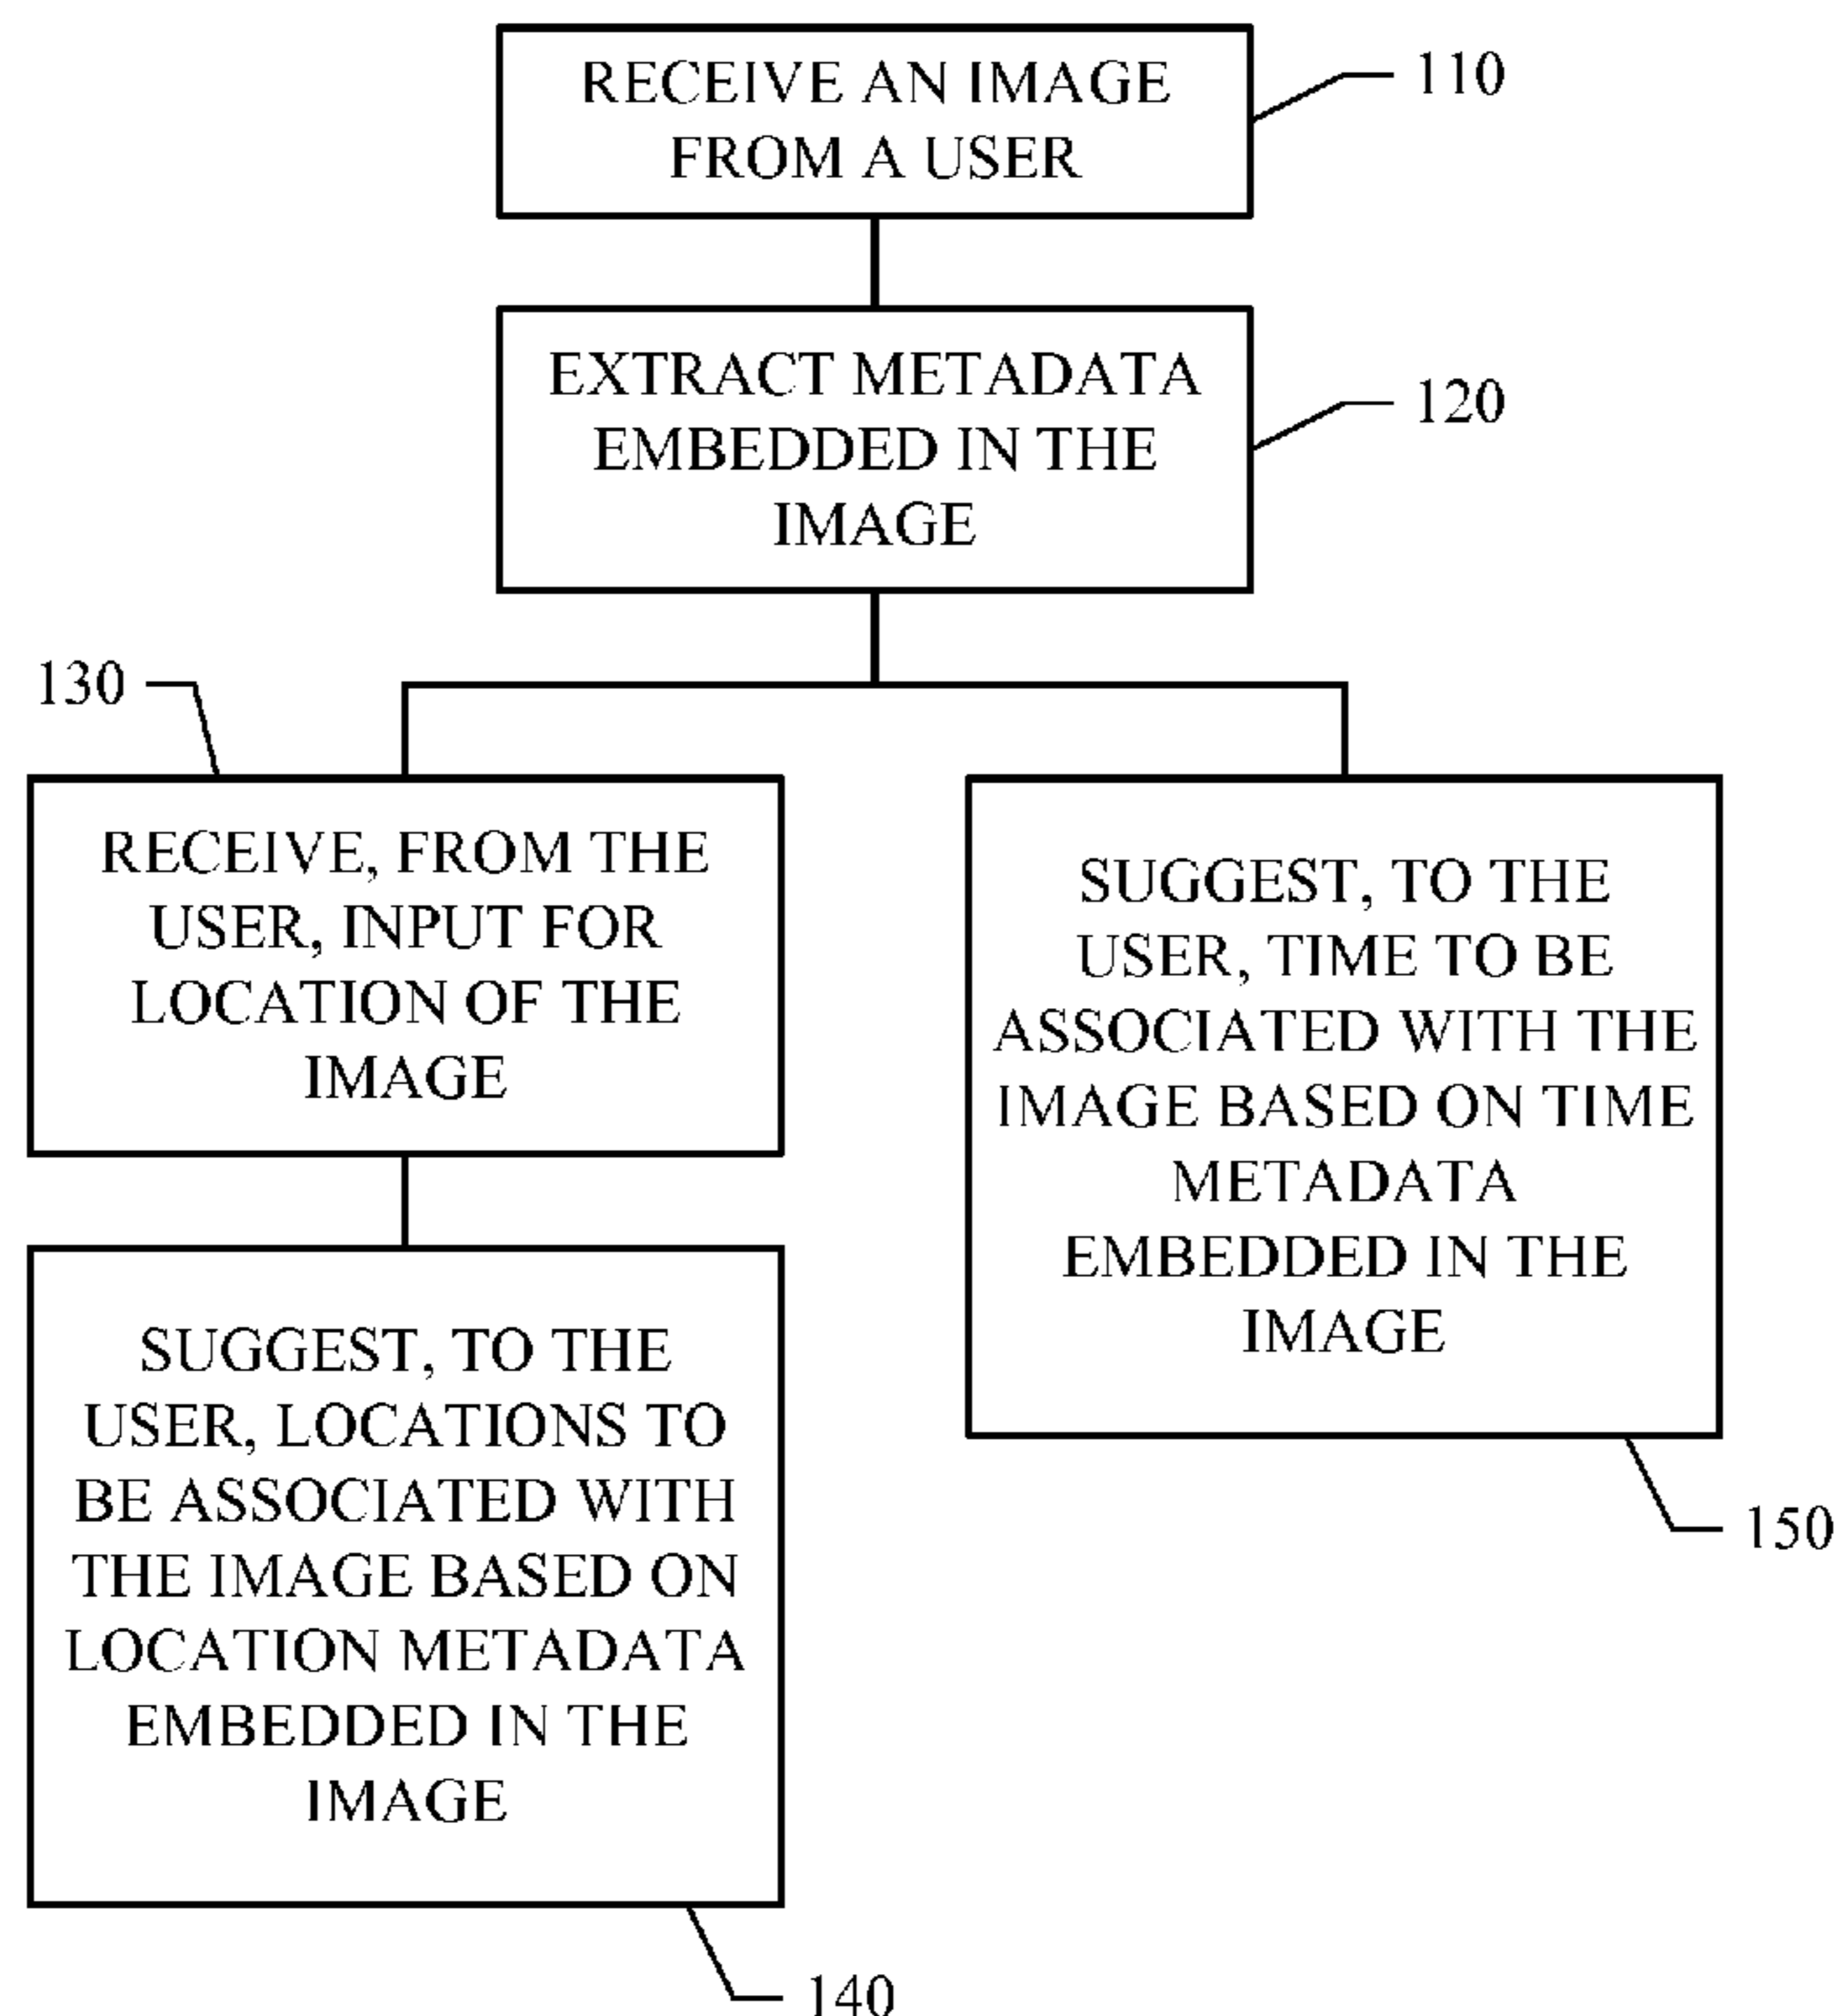 RECEIVE AN IMAGE
FROM A USER
110
EXTRACT METADATA
EMBEDDED IN THE
IMAGE
120
130
RECEIVE, FROM THE
USER, INPUT FOR
LOCATION OF THE
IMAGE
SUGGEST, TO THE
USER, TIME TO BE
ASSOCIATED WITH THE
IMAGE BASED ON TIME
METADATA
EMBEDDED IN THE
IMAGE
150
SUGGEST, TO THE
USER, LOCATIONS TO
BE ASSOCIATED WITH
THE IMAGE BASED ON
LOCATION METADATA
EMBEDDED IN THE
IMAGE
140